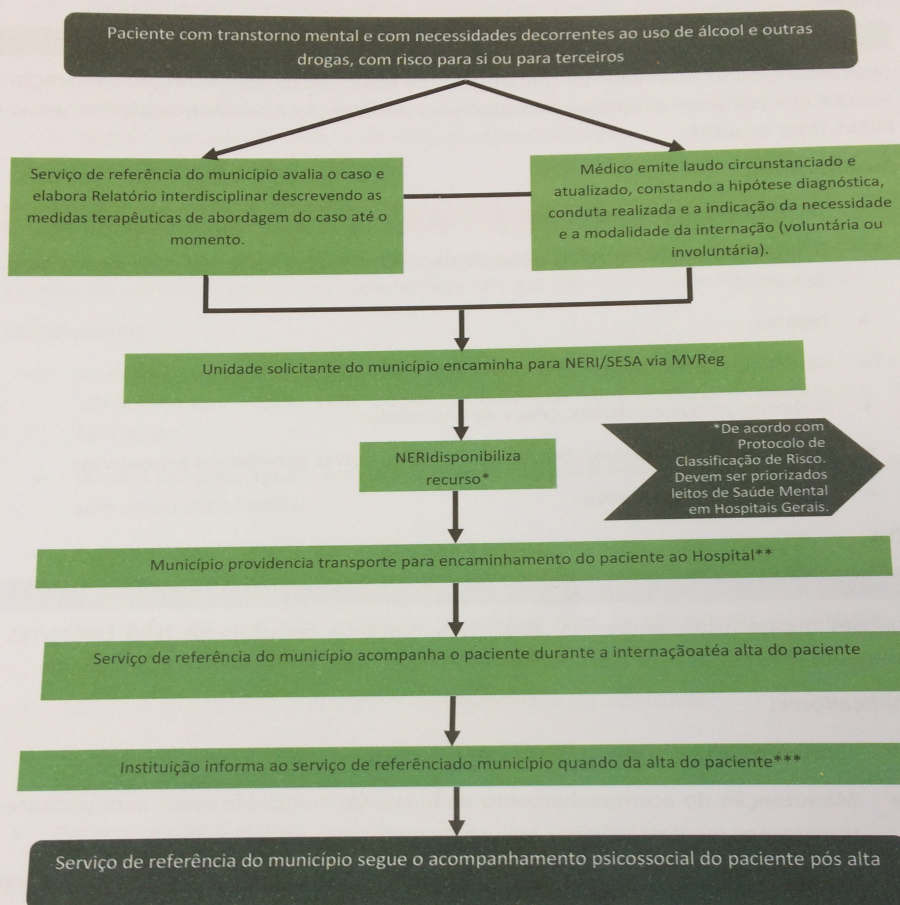 Paciente com transtorno mental e com necessidades decorrentes ao uso de álcool e outras
drogas, com risco para si ou para terceiros
Serviço de referência do município avalia o caso e
elabora Relatório interdisciplinar descrevendo as
medidas terapêuticas de abordagem do caso até o
momento.
Médico emite laudo circunstanciado e
atualizado, constando a hipótese diagnóstica,
conduta realizada e a indicação da necessidade
e a modalidade da internação (voluntária ou
involuntária).
Unidade solicitante do município encaminha para NERI/SESA via MVReg
NERIdisponibiliza
recurso*
*De acordo com
Protocolo de
Classificação de Risco.
Devem ser priorizados
leitos de Saúde Mental
em Hospitais Gerais.
Município providencia transporte para encaminhamento do paciente ao Hospital**
Serviço de referência do município acompanha o paciente durante a internaçãoatéa alta do paciente
Instituição informa ao serviço de referênciado município quando da alta do paciente***
Serviço de referência do município segue o acompanhamento psicossocial do paciente pós alta